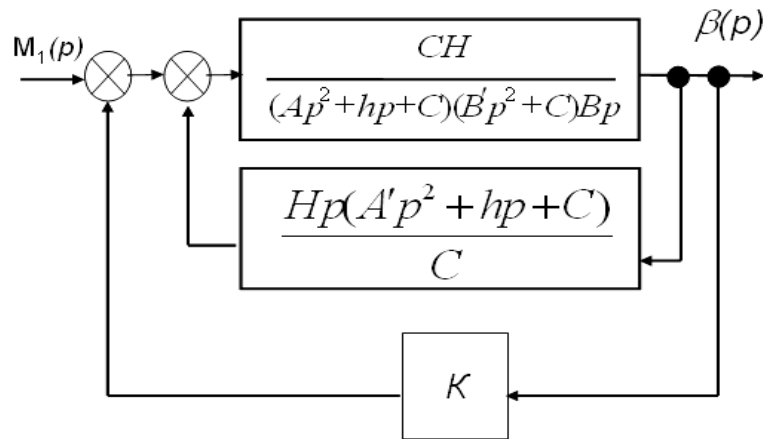 M₁(p)
β(p)
CH
(Ap²+hp+C)(B'p²+C)Bp
Hp(A'p²+hp+C)
C
К